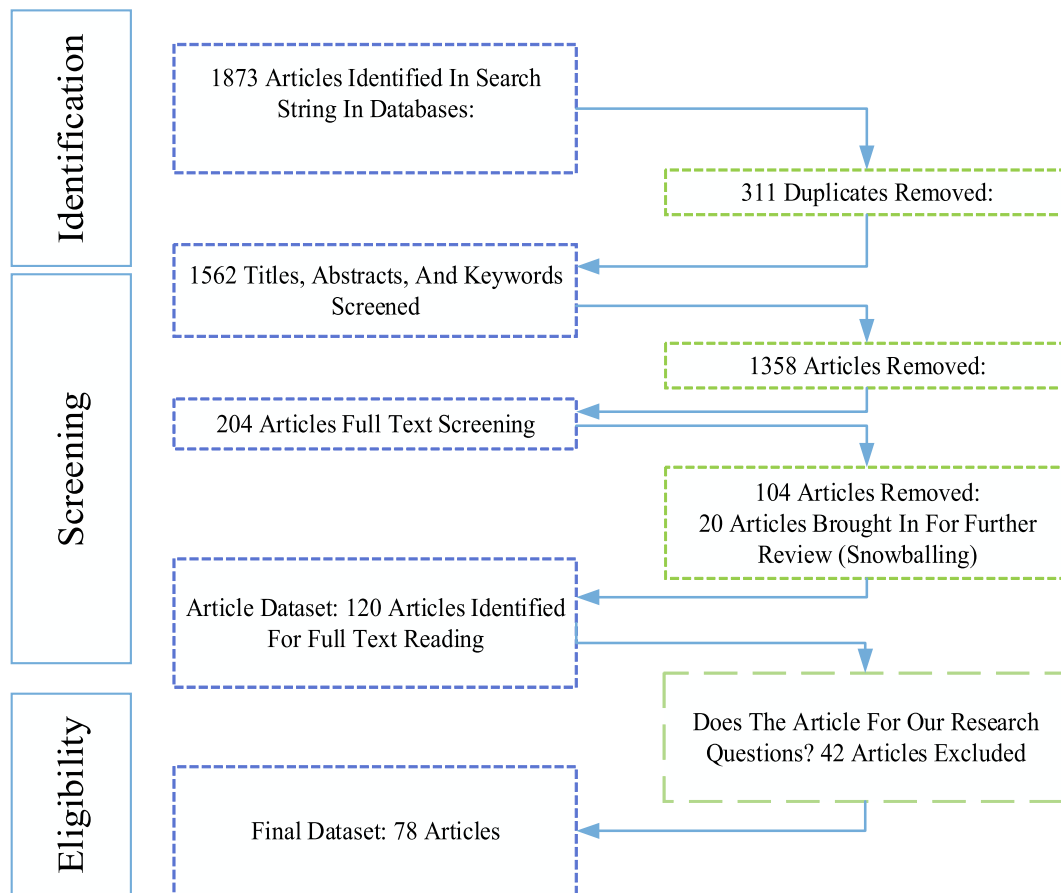 Identification
1873 Articles Identified In Search
String In Databases:
311 Duplicates Removed:
1562 Titles, Abstracts, And Keywords
Screened
Screening
1358 Articles Removed:
204 Articles Full Text Screening
104 Articles Removed:
20 Articles Brought In For Further
Review (Snowballing)
Article Dataset: 120 Articles Identified
For Full Text Reading
Eligibility
Does The Article For Our Research
Questions? 42 Articles Excluded
Final Dataset: 78 Articles